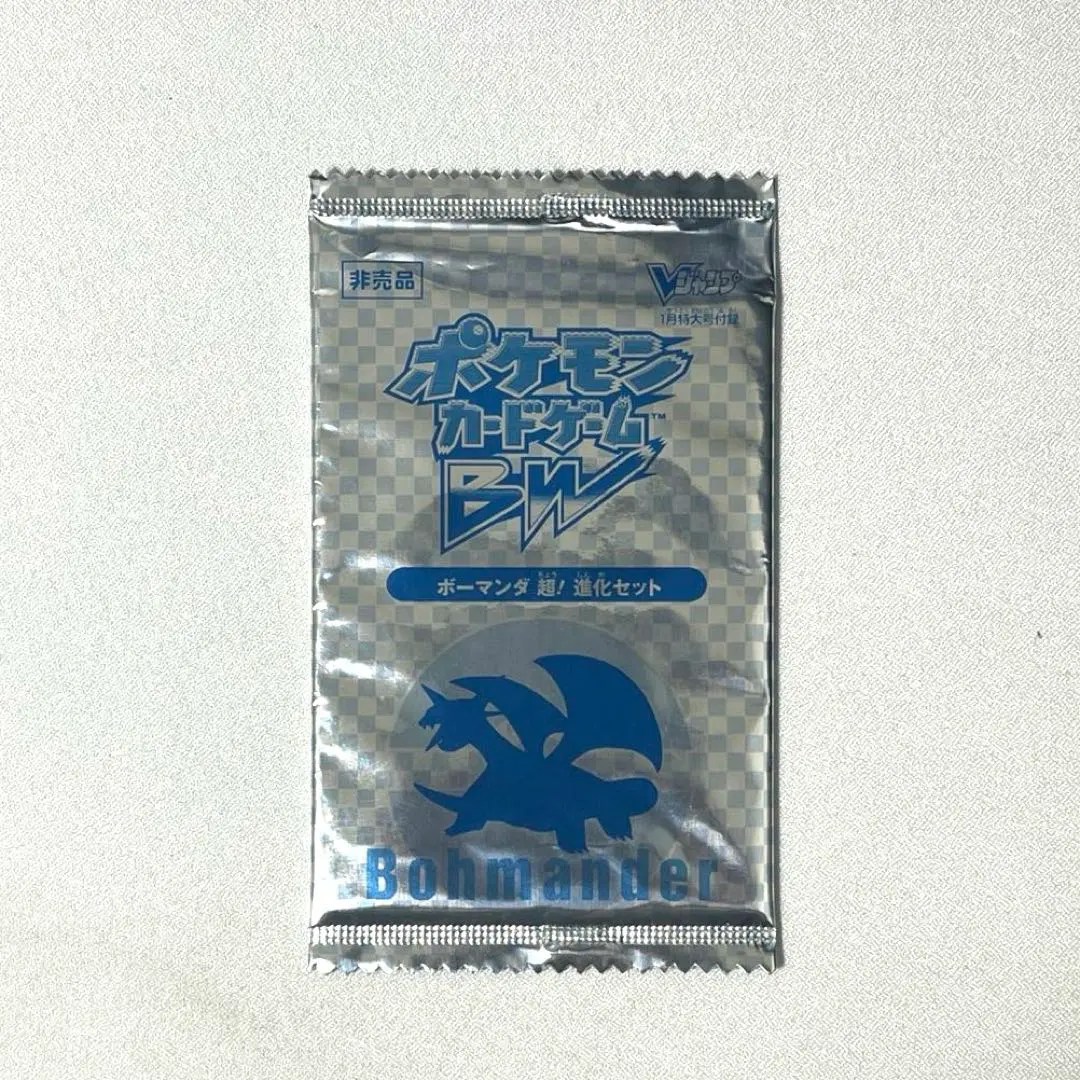 非売品
Vジャンプ
1月特大号付録
ポケモン
カードゲーム™
BW
ボーマンダ 超! 進化セット
Bohmander